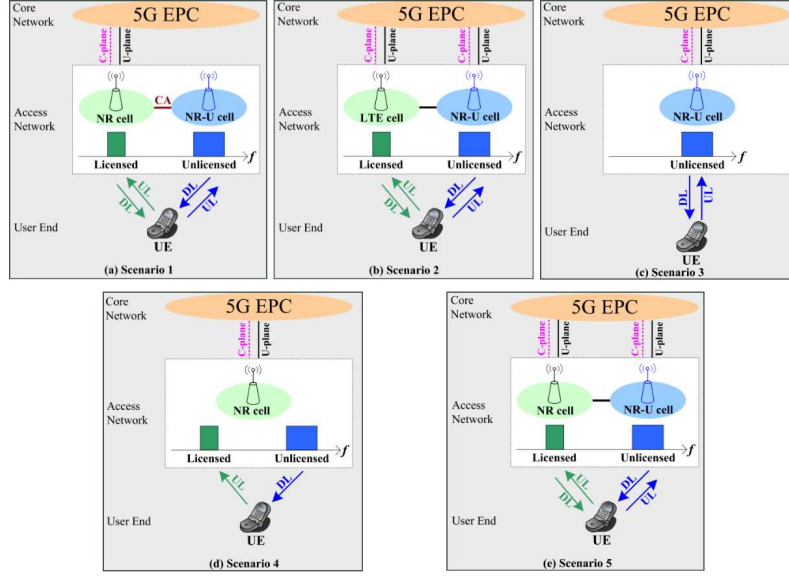 Core
Network
5G EPC
C-plane
U-plane
Access
Network
CA
NR cell
NR-U cell
f
Licensed
Unlicensed
UL
DL
DL
UL
User End
UE
(a) Scenario 1
Core
Network
5G EPC
C-plane
U-plane
C-plane
U-plane
Access
Network
LTE cell
NR-U cell
f
Licensed
Unlicensed
UL
DL
DL
UL
User End
UE
(b) Scenario 2
Core
Network
5G EPC
C-plane
U-plane
Access
Network
NR-U cell
f
Unlicensed
DL
UL
User End
UE
(c) Scenario 3
Core
Network
5G EPC
C-plane
U-plane
Access
Network
NR cell
f
Licensed
Unlicensed
UL
DL
User End
UE
(d) Scenario 4
Core
Network
5G EPC
C-plane
U-plane
C-plane
U-plane
Access
Network
NR cell
NR-U cell
f
Licensed
Unlicensed
UL
DL
DL
UL
User End
UE
(e) Scenario 5